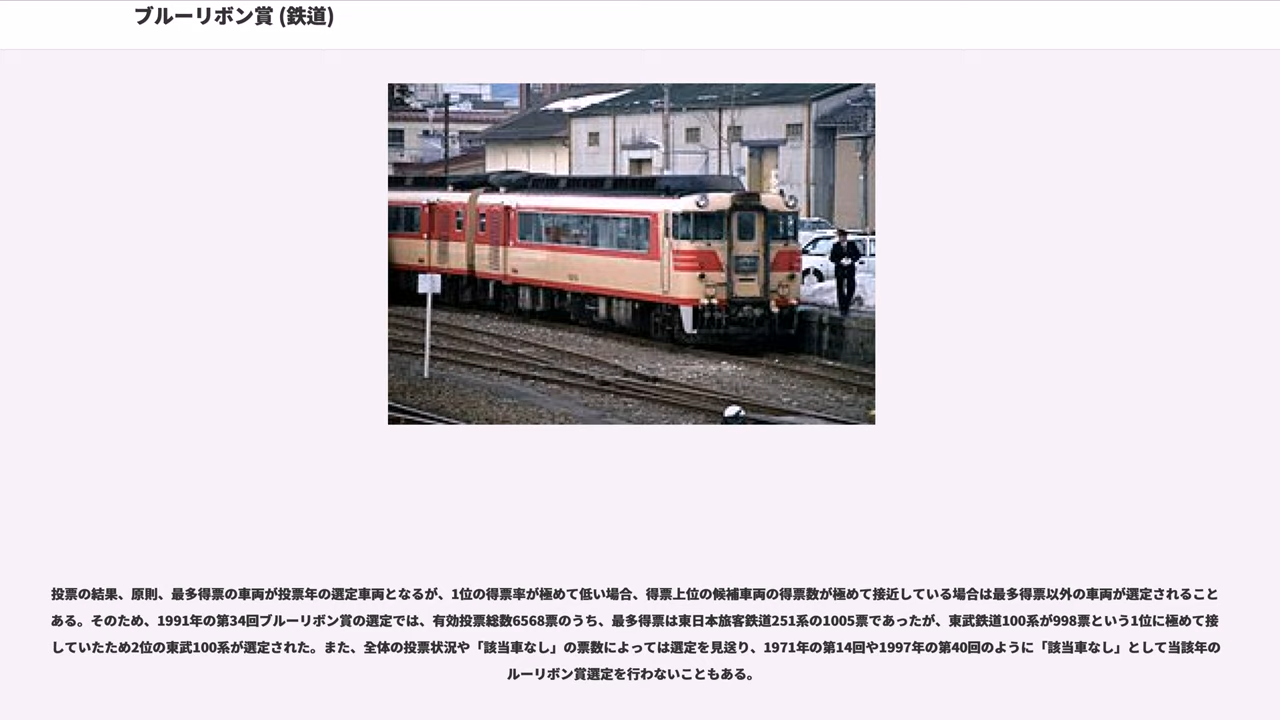 ブルーリボン賞 (鉄道)
投票の結果、原則、最多得票の車両が投票年の選定車両となるが、1位の得票率が極めて低い場合、得票上位の候補車両の得票数が極めて接近している場合は最多得票以外の車両が選定されること
ある。そのため、1991年の第34回ブルーリボン賞の選定では、有効投票総数6568票のうち、最多得票は東日本旅客鉄道251系の1005票であったが、東武鉄道100系が998票という1位に極めて接
していたため2位の東武100系が選定された。また、全体の投票状況や「該当車なし」の票数によっては選定を見送り、1971年の第14回や1997年の第40回のように「該当車なし」として当該年の
ルーリボン賞選定を行わないこともある。